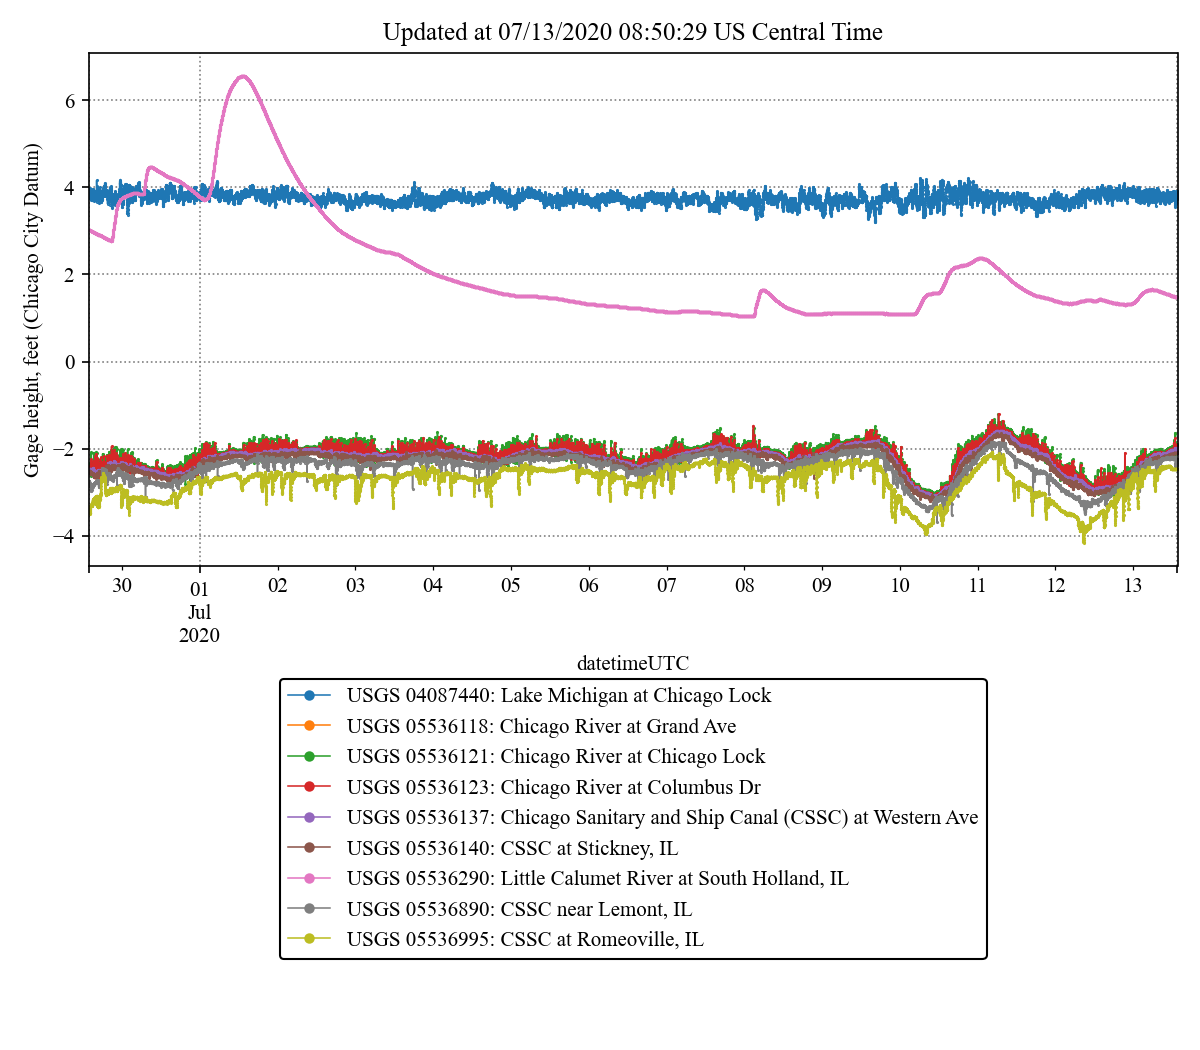 Updated at 07/13/2020 08:50:29 US Central Time
Gage height, feet (Chicago City Datum)
6
4
2
0
−2
−4
30
01
Jul
2020
02
03
04
05
06
07
08
09
10
11
12
13
datetimeUTC
USGS 04087440: Lake Michigan at Chicago Lock
USGS 05536118: Chicago River at Grand Ave
USGS 05536121: Chicago River at Chicago Lock
USGS 05536123: Chicago River at Columbus Dr
USGS 05536137: Chicago Sanitary and Ship Canal (CSSC) at Western Ave
USGS 05536140: CSSC at Stickney, IL
USGS 05536290: Little Calumet River at South Holland, IL
USGS 05536890: CSSC near Lemont, IL
USGS 05536995: CSSC at Romeoville, IL